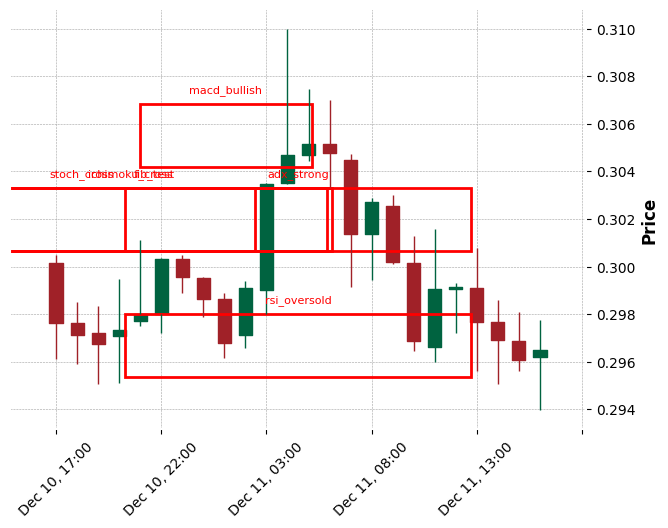 0.310
0.308
macd_bullish
0.306
0.304
stoch_cross
fib_test
adx_strong
0.302
Price
0.300
rsi_oversold
0.298
0.296
0.294
Dec 10, 17:00
Dec 10, 22:00
Dec 11, 03:00
Dec 11, 08:00
Dec 11, 13:00